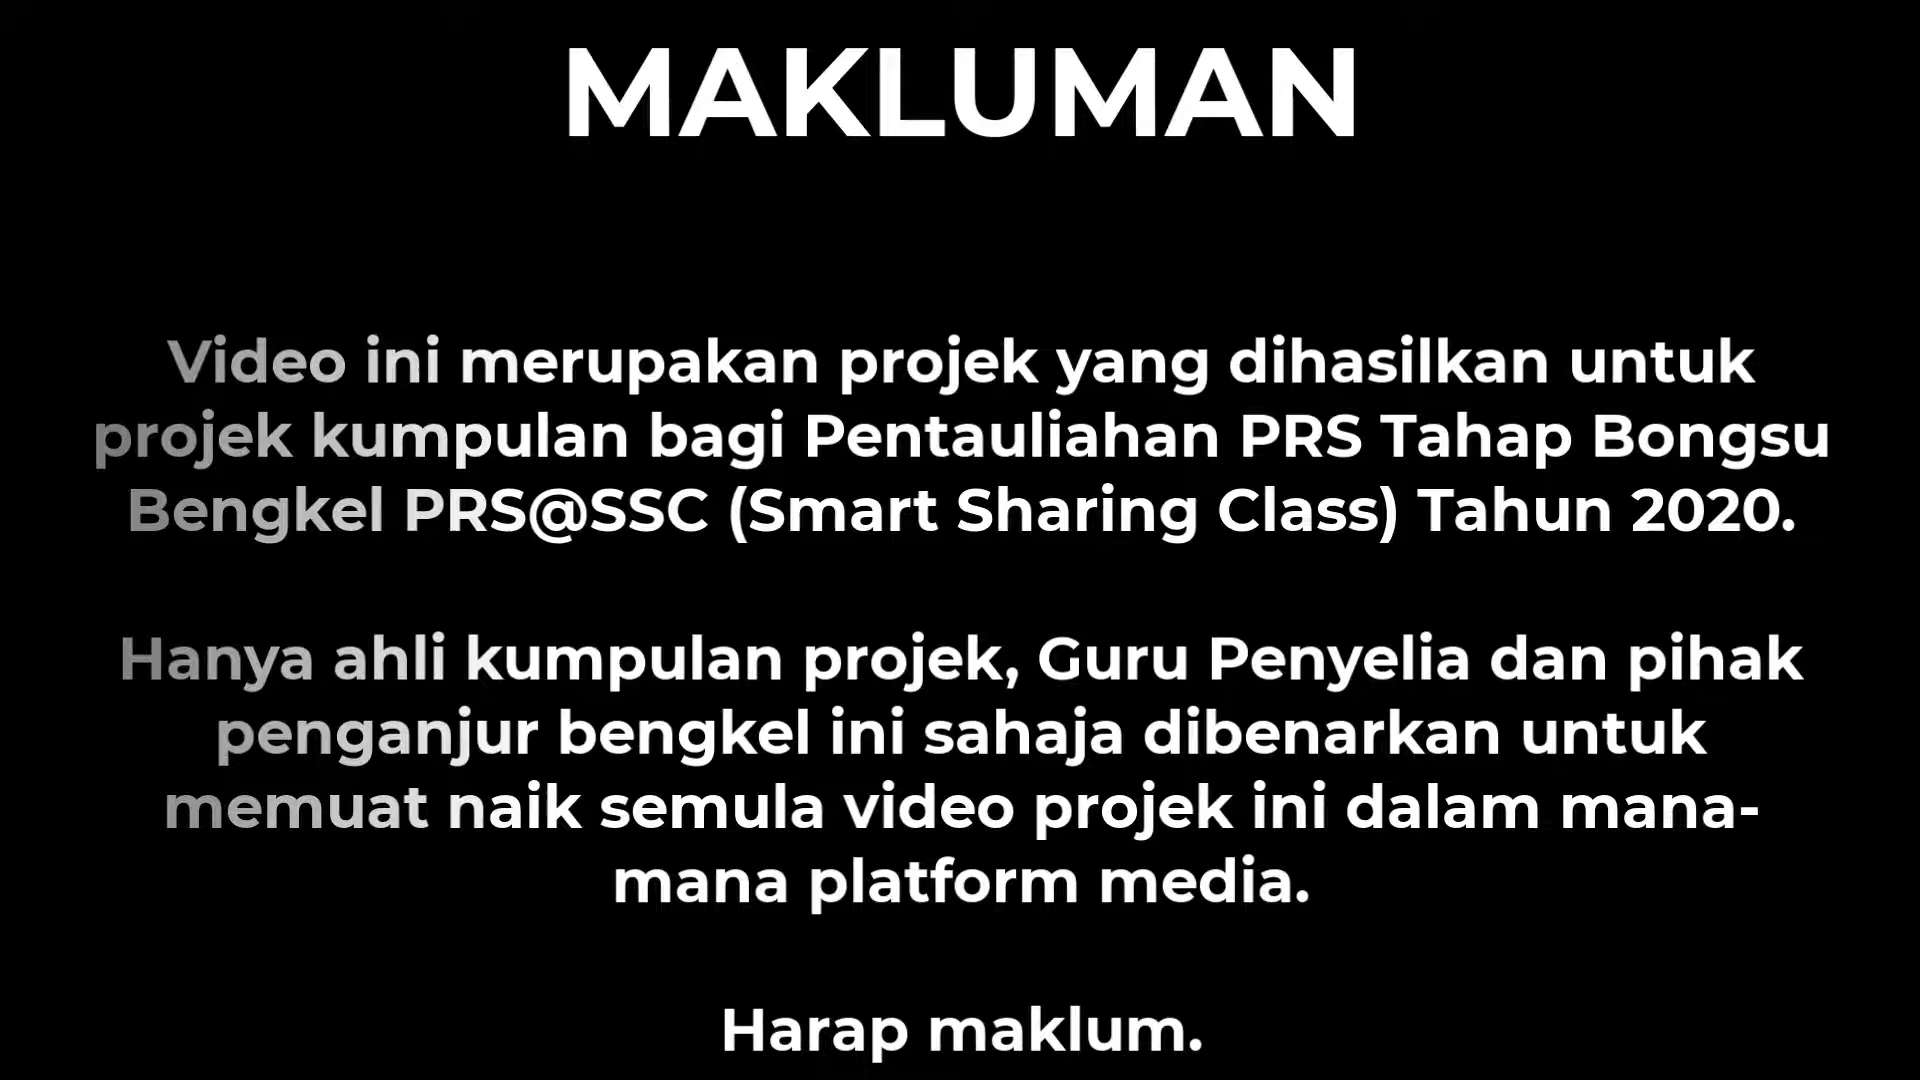 MAKLUMAN
Video ini merupakan projek yang dihasilkan untuk
projek kumpulan bagi Pentauliahan PRS Tahap Bongsu
Bengkel PRS@SSC (Smart Sharing Class) Tahun 2020.
Hanya ahli kumpulan projek, Guru Penyelia dan pihak
penganjur bengkel ini sahaja dibenarkan untuk
memuat naik semula video projek ini dalam mana-
mana platform media.
Harap maklum.